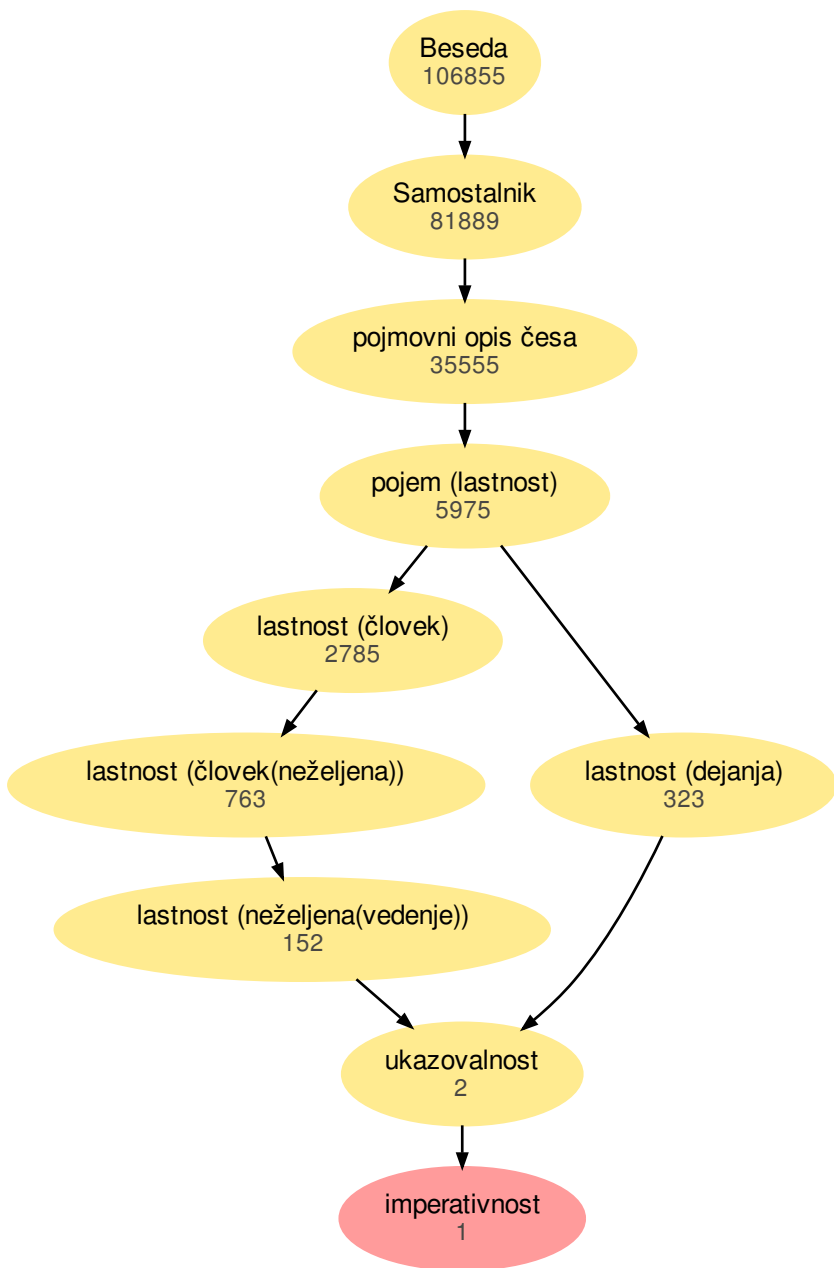 Beseda
106855
Samostalnik
81889
pojmovni opis česa
35555
pojem (lastnost)
5975
lastnost (človek)
2785
lastnost (človek(neželjena))
763
lastnost (dejanja)
323
lastnost (neželjena(vedenje))
152
ukazovalnost
2
imperativnost
1